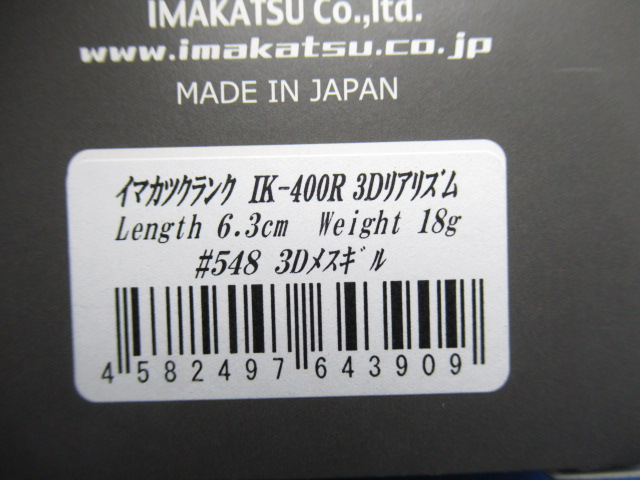 IMAKATSU Co.,ltd.
www.imakatsu.co.jp
MADE IN JAPAN
イマカツクランク IK-400R 3Dリアリズム
Length 6.3cm Weight 18g
#548 3Dメスギル
4 582497 643909